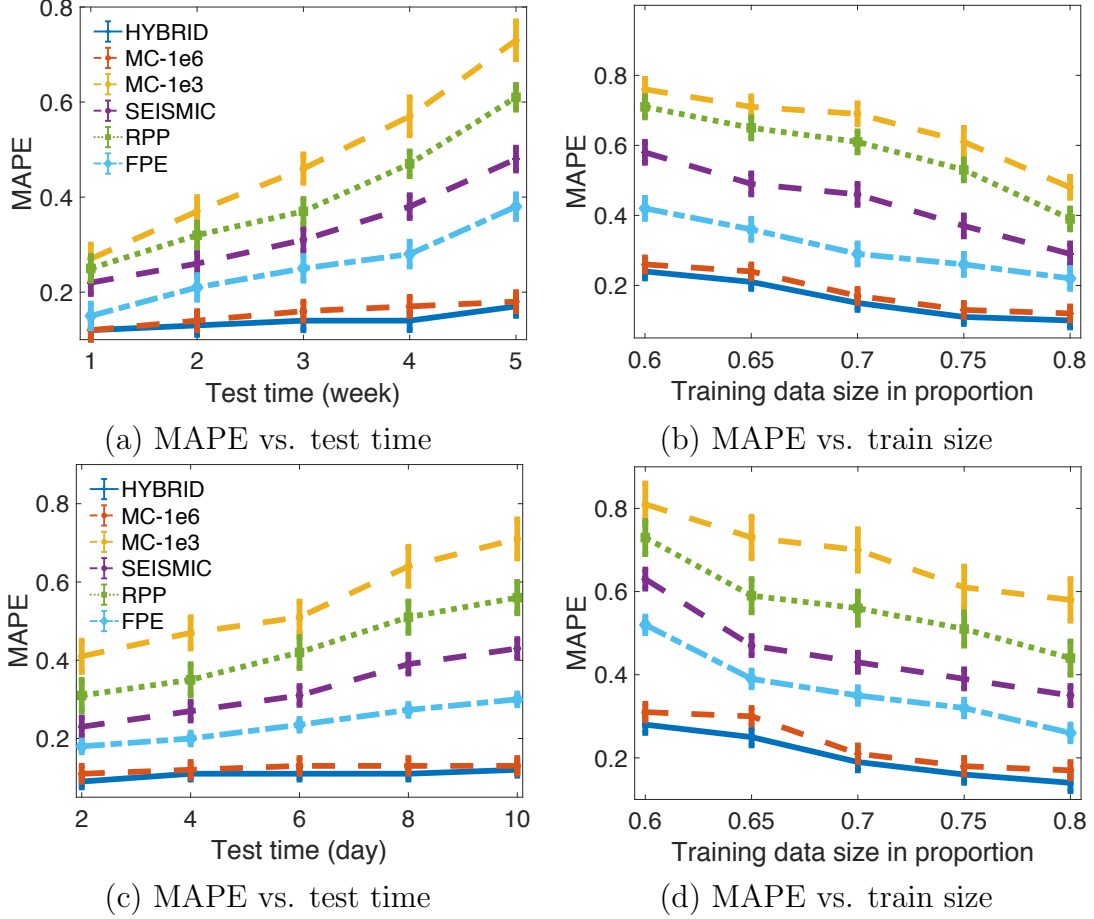 HYBRID
MC-1e6
MC-1e3
SEISMIC
RPP
FPE
MAPE
0.8
0.6
0.4
0.2
1 2 3 4 5
Test time (week)
(a) MAPE vs. test time
MAPE
0.8
0.6
0.4
0.2
0.6 0.65 0.7 0.75 0.8
Training data size in proportion
(b) MAPE vs. train size
HYBRID
MC-1e6
MC-1e3
SEISMIC
RPP
FPE
MAPE
0.8
0.6
0.4
0.2
2 4 6 8 10
Test time (day)
(c) MAPE vs. test time
MAPE
0.8
0.6
0.4
0.2
0.6 0.65 0.7 0.75 0.8
Training data size in proportion
(d) MAPE vs. train size